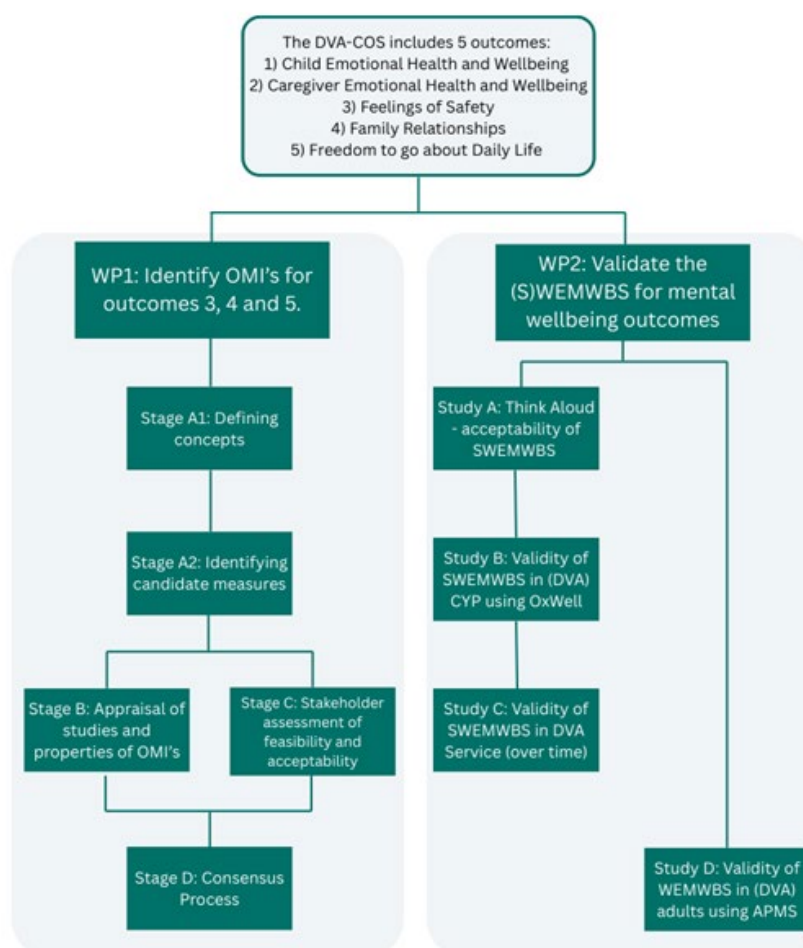 The DVA-COS includes 5 outcomes:
1) Child Emotional Health and Wellbeing
2) Caregiver Emotional Health and Wellbeing
3) Feelings of Safety
4) Family Relationships
5) Freedom to go about Daily Life
WP1: Identify OMI's for
outcomes 3, 4 and 5.
Stage A1: Defining
concepts
Stage A2: Identifying
candidate measures
Stage B: Appraisal of
studies and
properties of OMI's
Stage C: Stakeholder
assessment of
feasibility and
acceptability
Stage D: Consensus
Process
WP2: Validate the
(S)WEMWBS for mental
wellbeing outcomes
Study A: Think Aloud
- acceptability of
SWEMWBS
Study B: Validity of
SWEMWBS in (DVA)
CYP using OxWell
Study C: Validity of
SWEMWBS in DVA
Service (over time)
Study D: Validity of
WEMWBS in (DVA)
adults using APMS